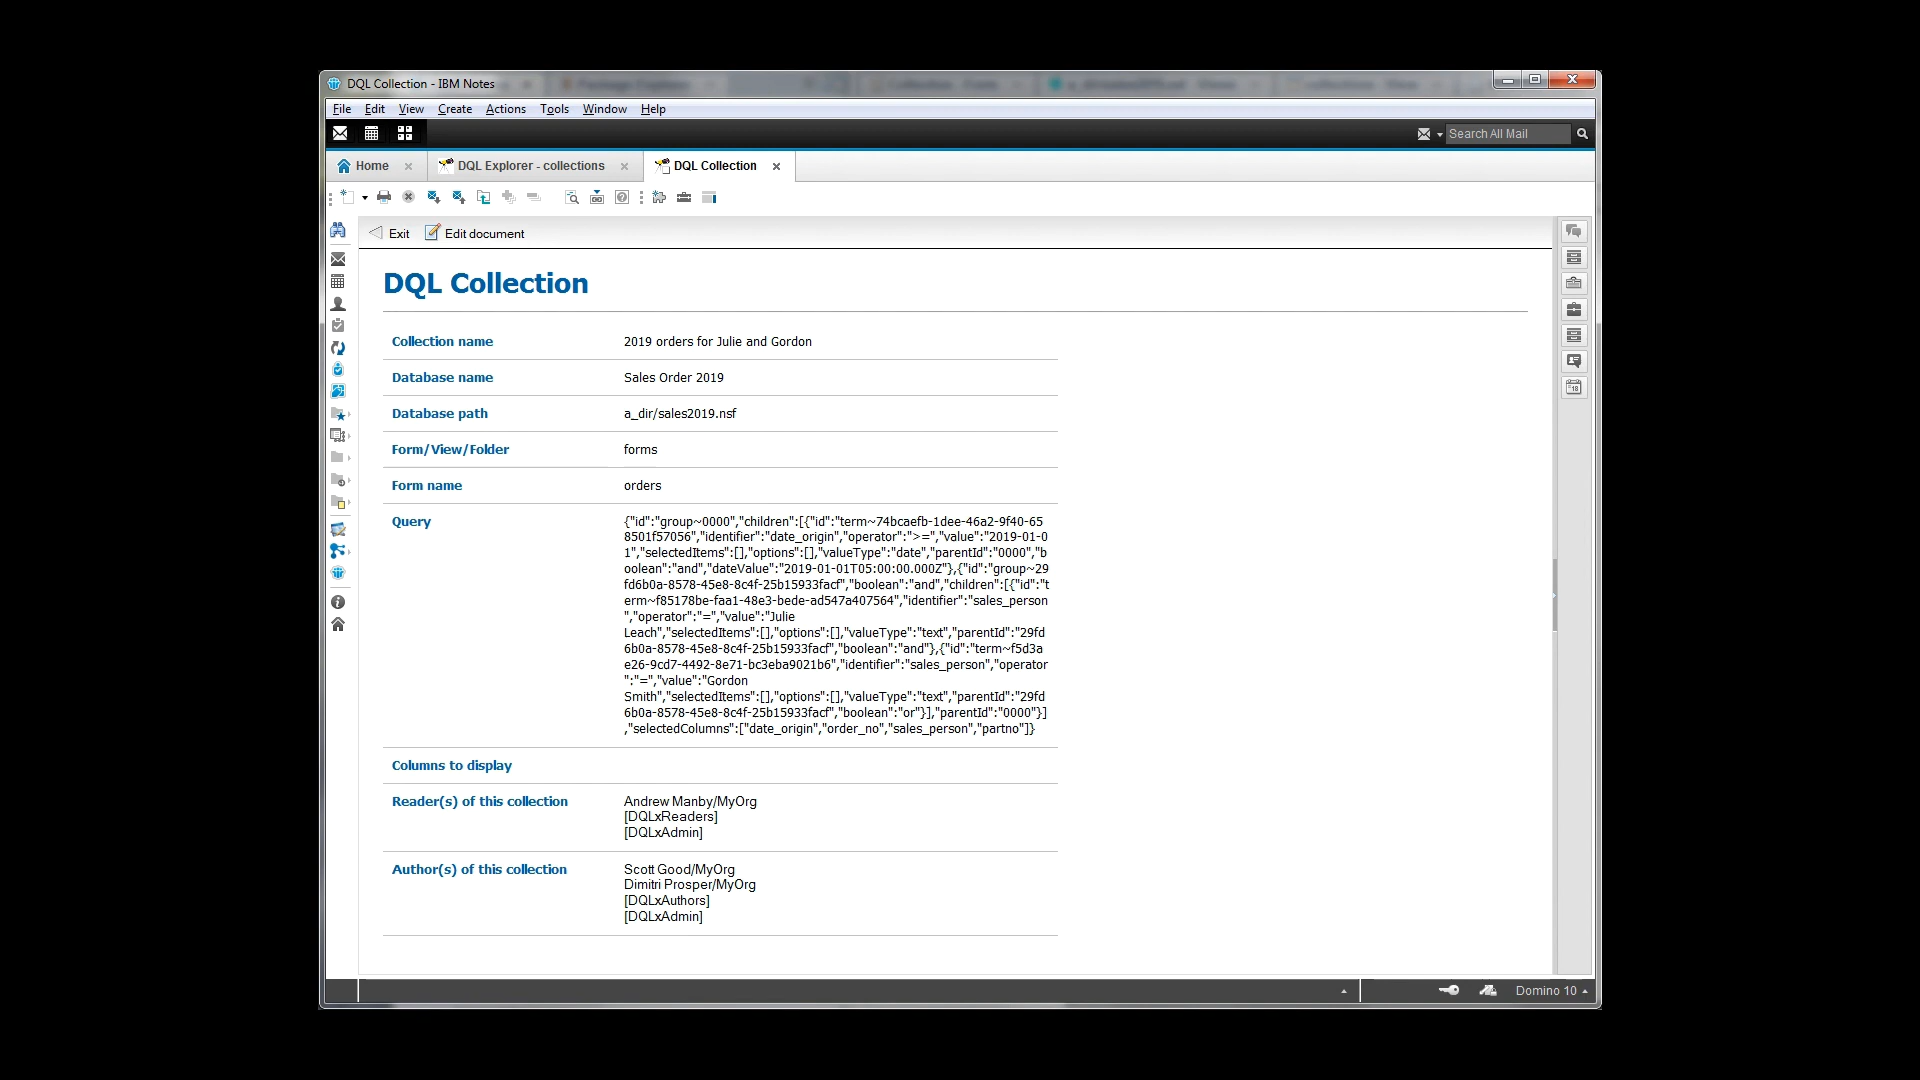 DQL Collection - IBM Notes
File Edit View Create Actions Tools Window Help
Search All Mail
Home DQL Explorer - collections DQL Collection
Exit Edit document
DQL Collection
Collection name 2019 orders for Julie and Gordon
Database name Sales Order 2019
Database path a_dir/sales2019.nsf
Form/View/Folder forms
Form name orders
Query {"id":"group~0000","children":[{"id":"term~74bcaefb-1dee-46a2-9f40-65
8501f57056","identifier":"date_origin","operator":">=","value":"2019-01-0
1","selectedItems":[],"options":[],"valueType":"date","parentId":"0000","b
oolean":"and","dateValue":"2019-01-01T05:00:00.000Z"},{"id":"group~29
fd6b0a-8578-45e8-8c4f-25b15933facf","boolean":"and","children":[{"id":"t
erm~f85178be-faa1-48e3-bede-ad547a407564","identifier":"sales_person
","operator":"=","value":"Julie
Leach","selectedItems":[],"options":[],"valueType":"text","parentId":"29fd
6b0a-8578-45e8-8c4f-25b15933facf","boolean":"and"},{"id":"term~f5d3a
e26-9cd7-4492-8e71-bc3eba9021b6","identifier":"sales_person","operator
":"=","value":"Gordon
Smith","selectedItems":[],"options":[],"valueType":"text","parentId":"29fd
6b0a-8578-45e8-8c4f-25b15933facf","boolean":"or"}],"parentId":"0000"}]
,"selectedColumns":["date_origin","order_no","sales_person","partno"]}
Columns to display
Reader(s) of this collection Andrew Manby/MyOrg
[DQLxReaders]
[DQLxAdmin]
Author(s) of this collection Scott Good/MyOrg
Dimitri Prosper/MyOrg
[DQLxAuthors]
[DQLxAdmin]
Domino 10